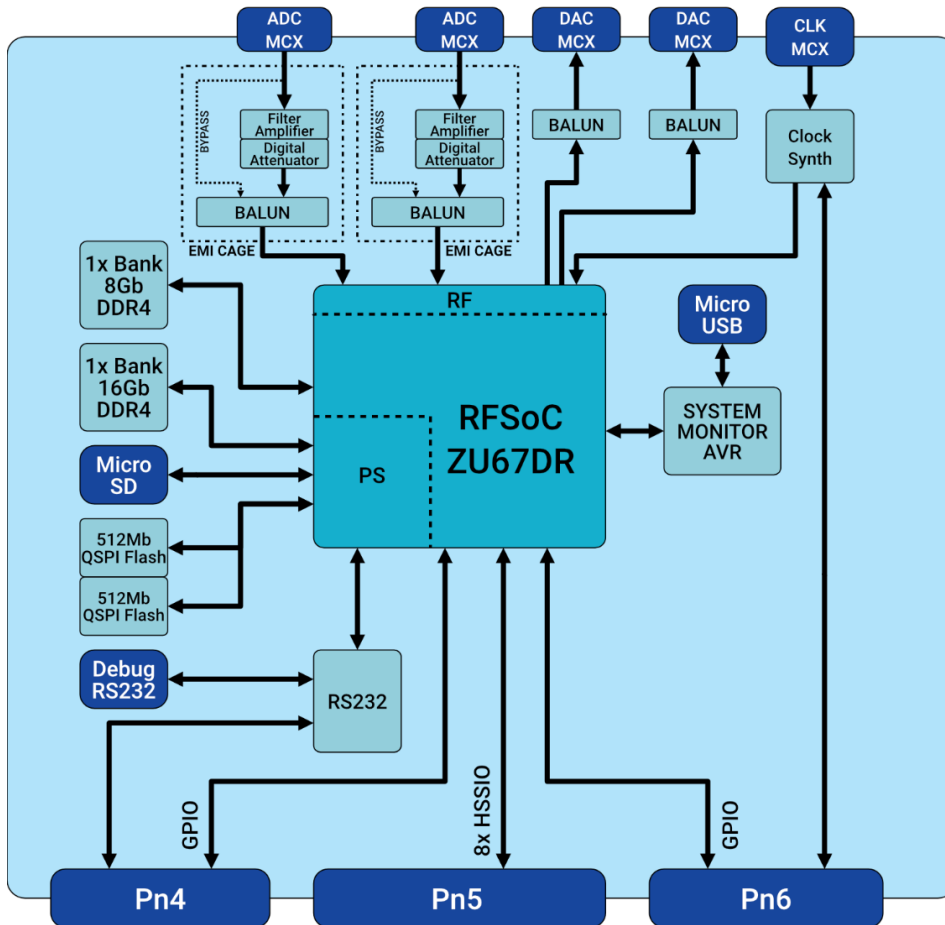 ADC
MCX
ADC
MCX
DAC
MCX
DAC
MCX
CLK
MCX
BYPASS
Filter
Amplifier
Digital
Attenuator
BALUN
EMI CAGE
BYPASS
Filter
Amplifier
Digital
Attenuator
BALUN
EMI CAGE
BALUN
BALUN
Clock
Synth
1x Bank
8Gb
DDR4
1x Bank
16Gb
DDR4
Micro
SD
512Mb
QSPI Flash
512Mb
QSPI Flash
Debug
RS232
RF
RFSoC
ZU67DR
PS
Micro
USB
SYSTEM
MONITOR
AVR
RS232
GPIO
8x HSSIO
GPIO
Pn4
Pn5
Pn6